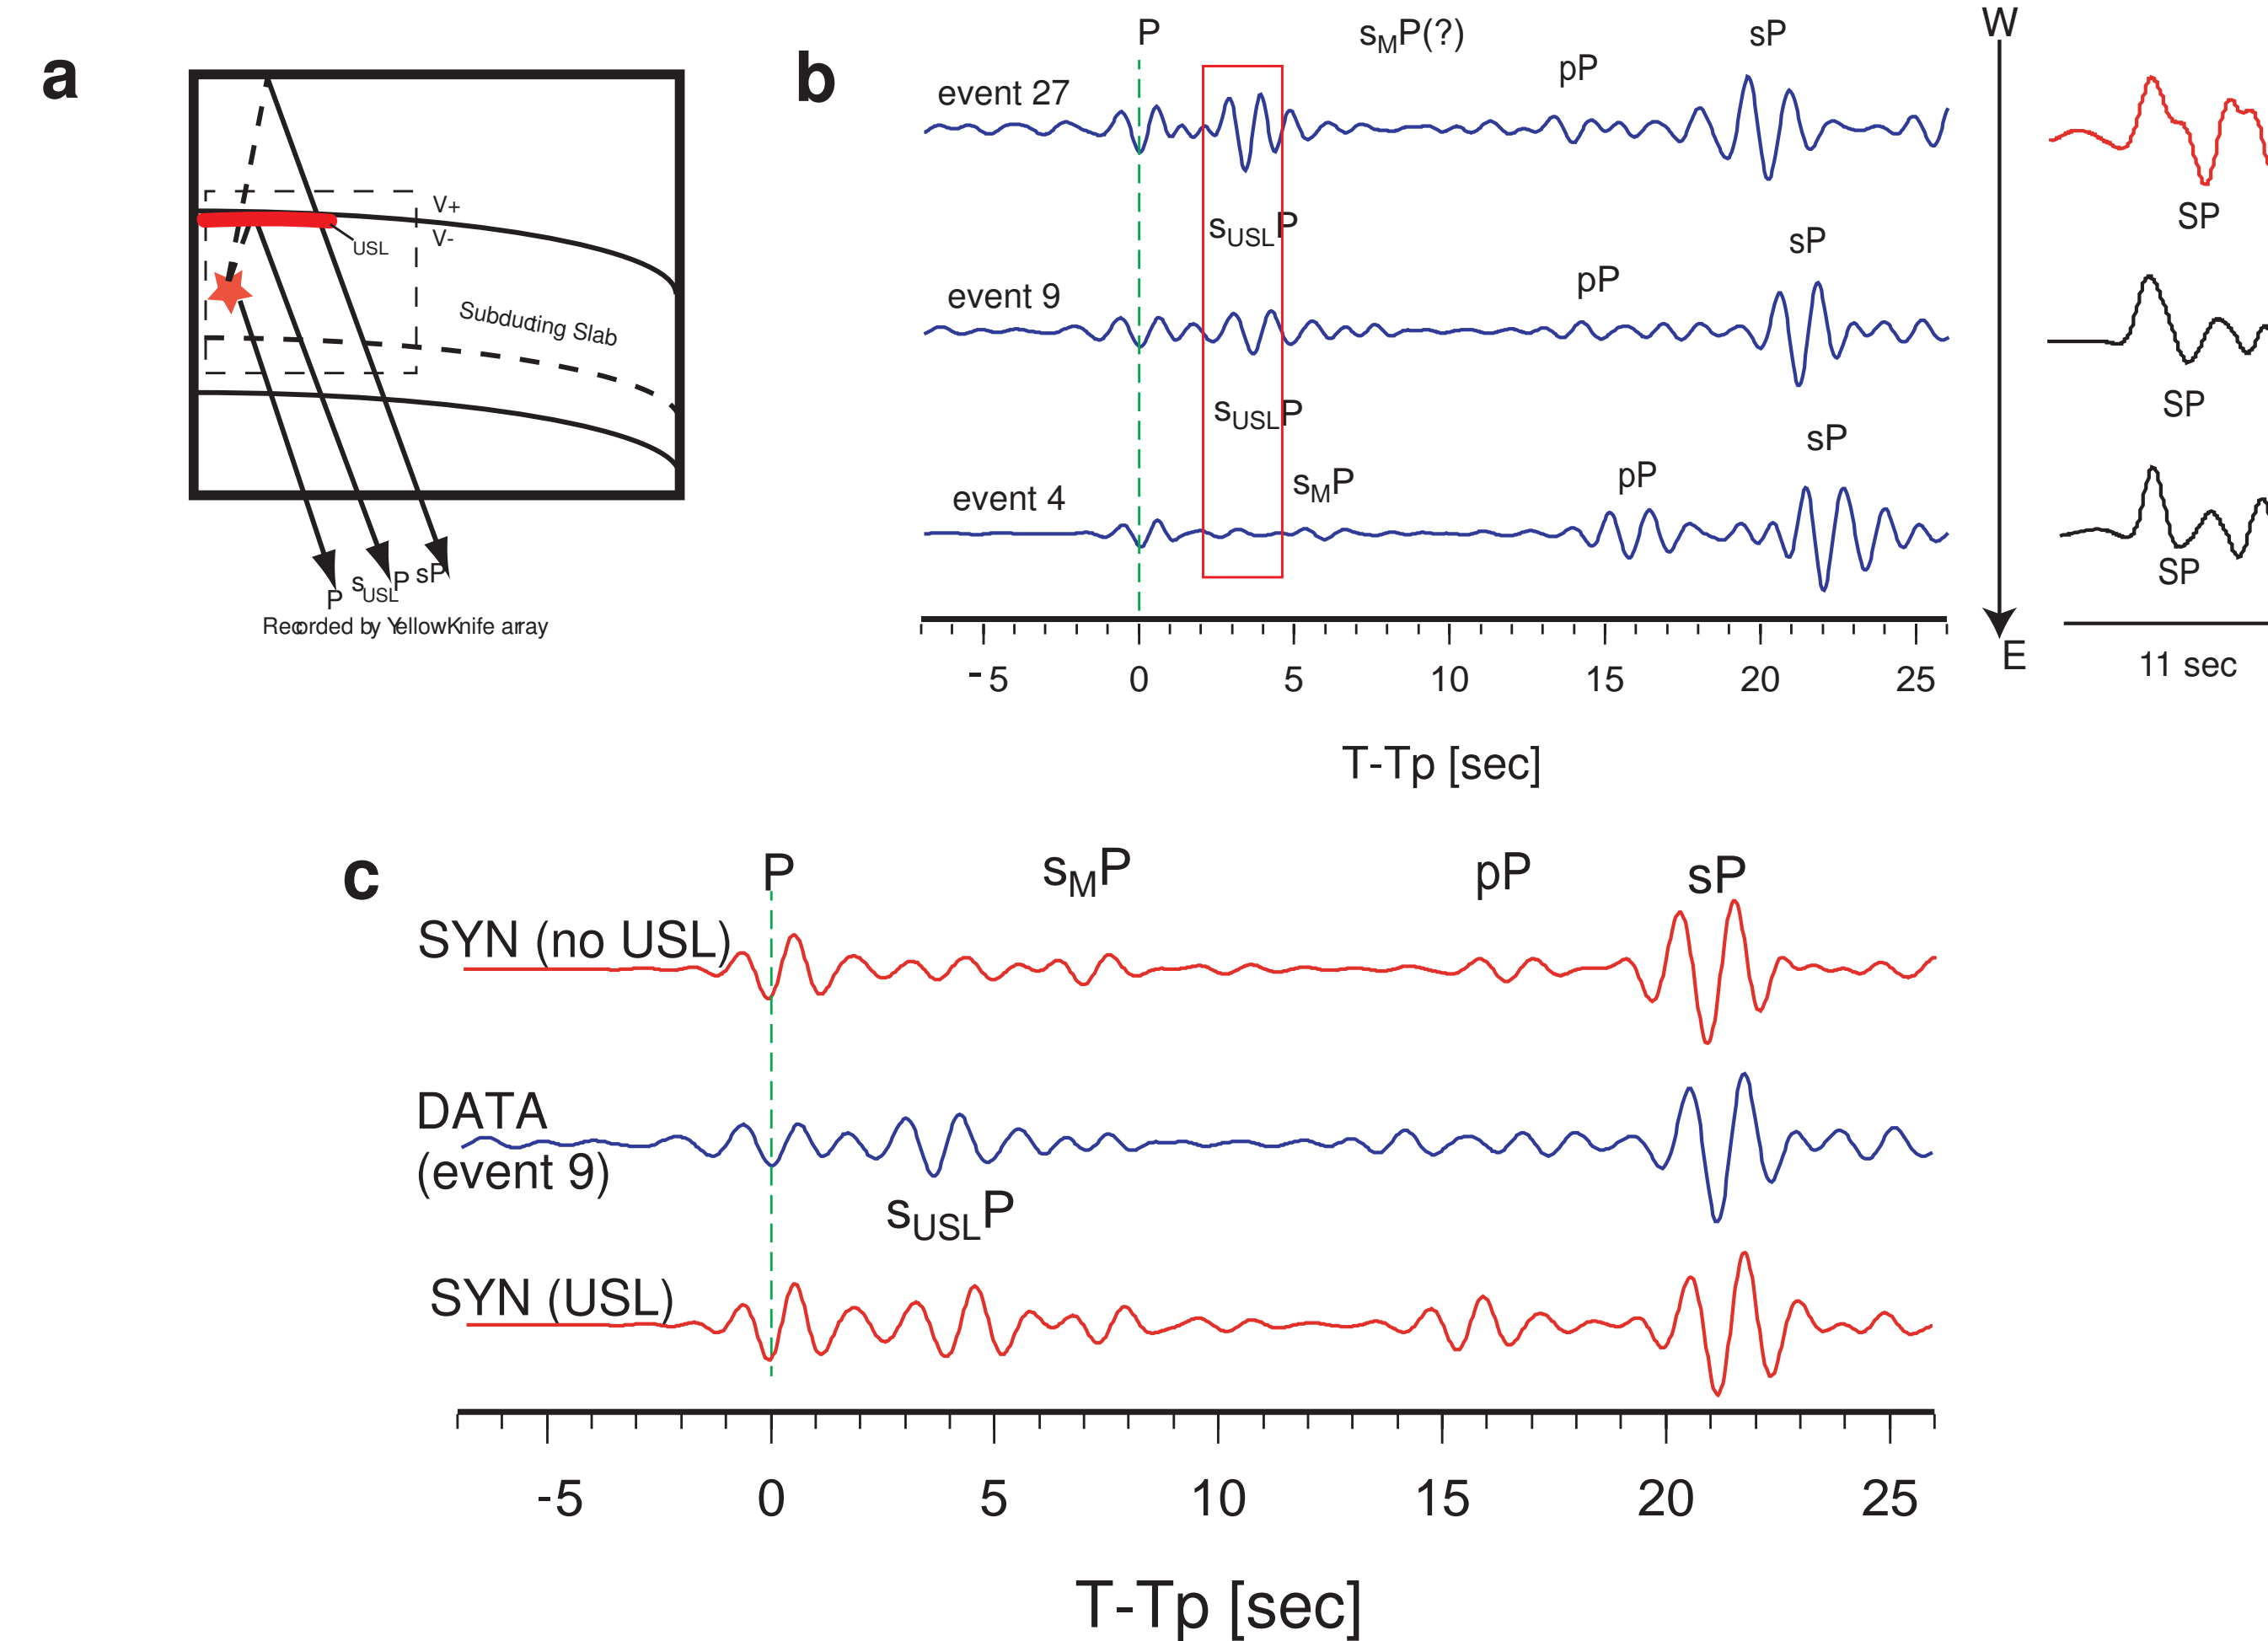 a
V+
V-
USL
Subducting Slab
P
sUSLP
sP
Recorded by YellowKnife array
b
P
sMP(?)
pP
sP
event 27
sUSLP
event 9
pP
sP
sUSLP
event 4
sMP
pP
sP
-5 0 5 10 15 20 25
T-Tp [sec]
W
SP
SP
SP
E
11 sec
c
P
sMP
pP
sP
SYN (no USL)
DATA
(event 9)
sUSLP
SYN (USL)
-5 0 5 10 15 20 25
T-Tp [sec]